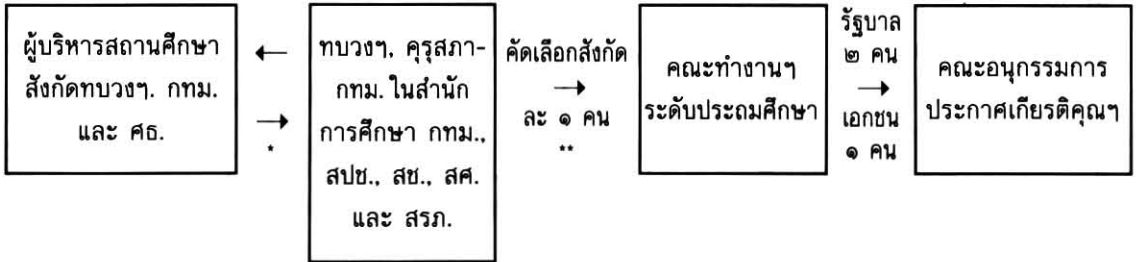 ผู้บริหารสถานศึกษา
สังกัดทบวงฯ. กทม.
และ ศธ.
←
→
*
ทบวงฯ, คุรุสภา-
กทม. ในสำนัก
การศึกษา กทม.,
สปช., สช., สศ.
และ สรภ.
คัดเลือกสังกัด
→
ละ ๑ คน
**
คณะทำงานฯ
ระดับประถมศึกษา
รัฐบาล
๒ คน
→
เอกชน
๑ คน
คณะอนุกรรมการ
ประกาศเกียรติคุณฯ